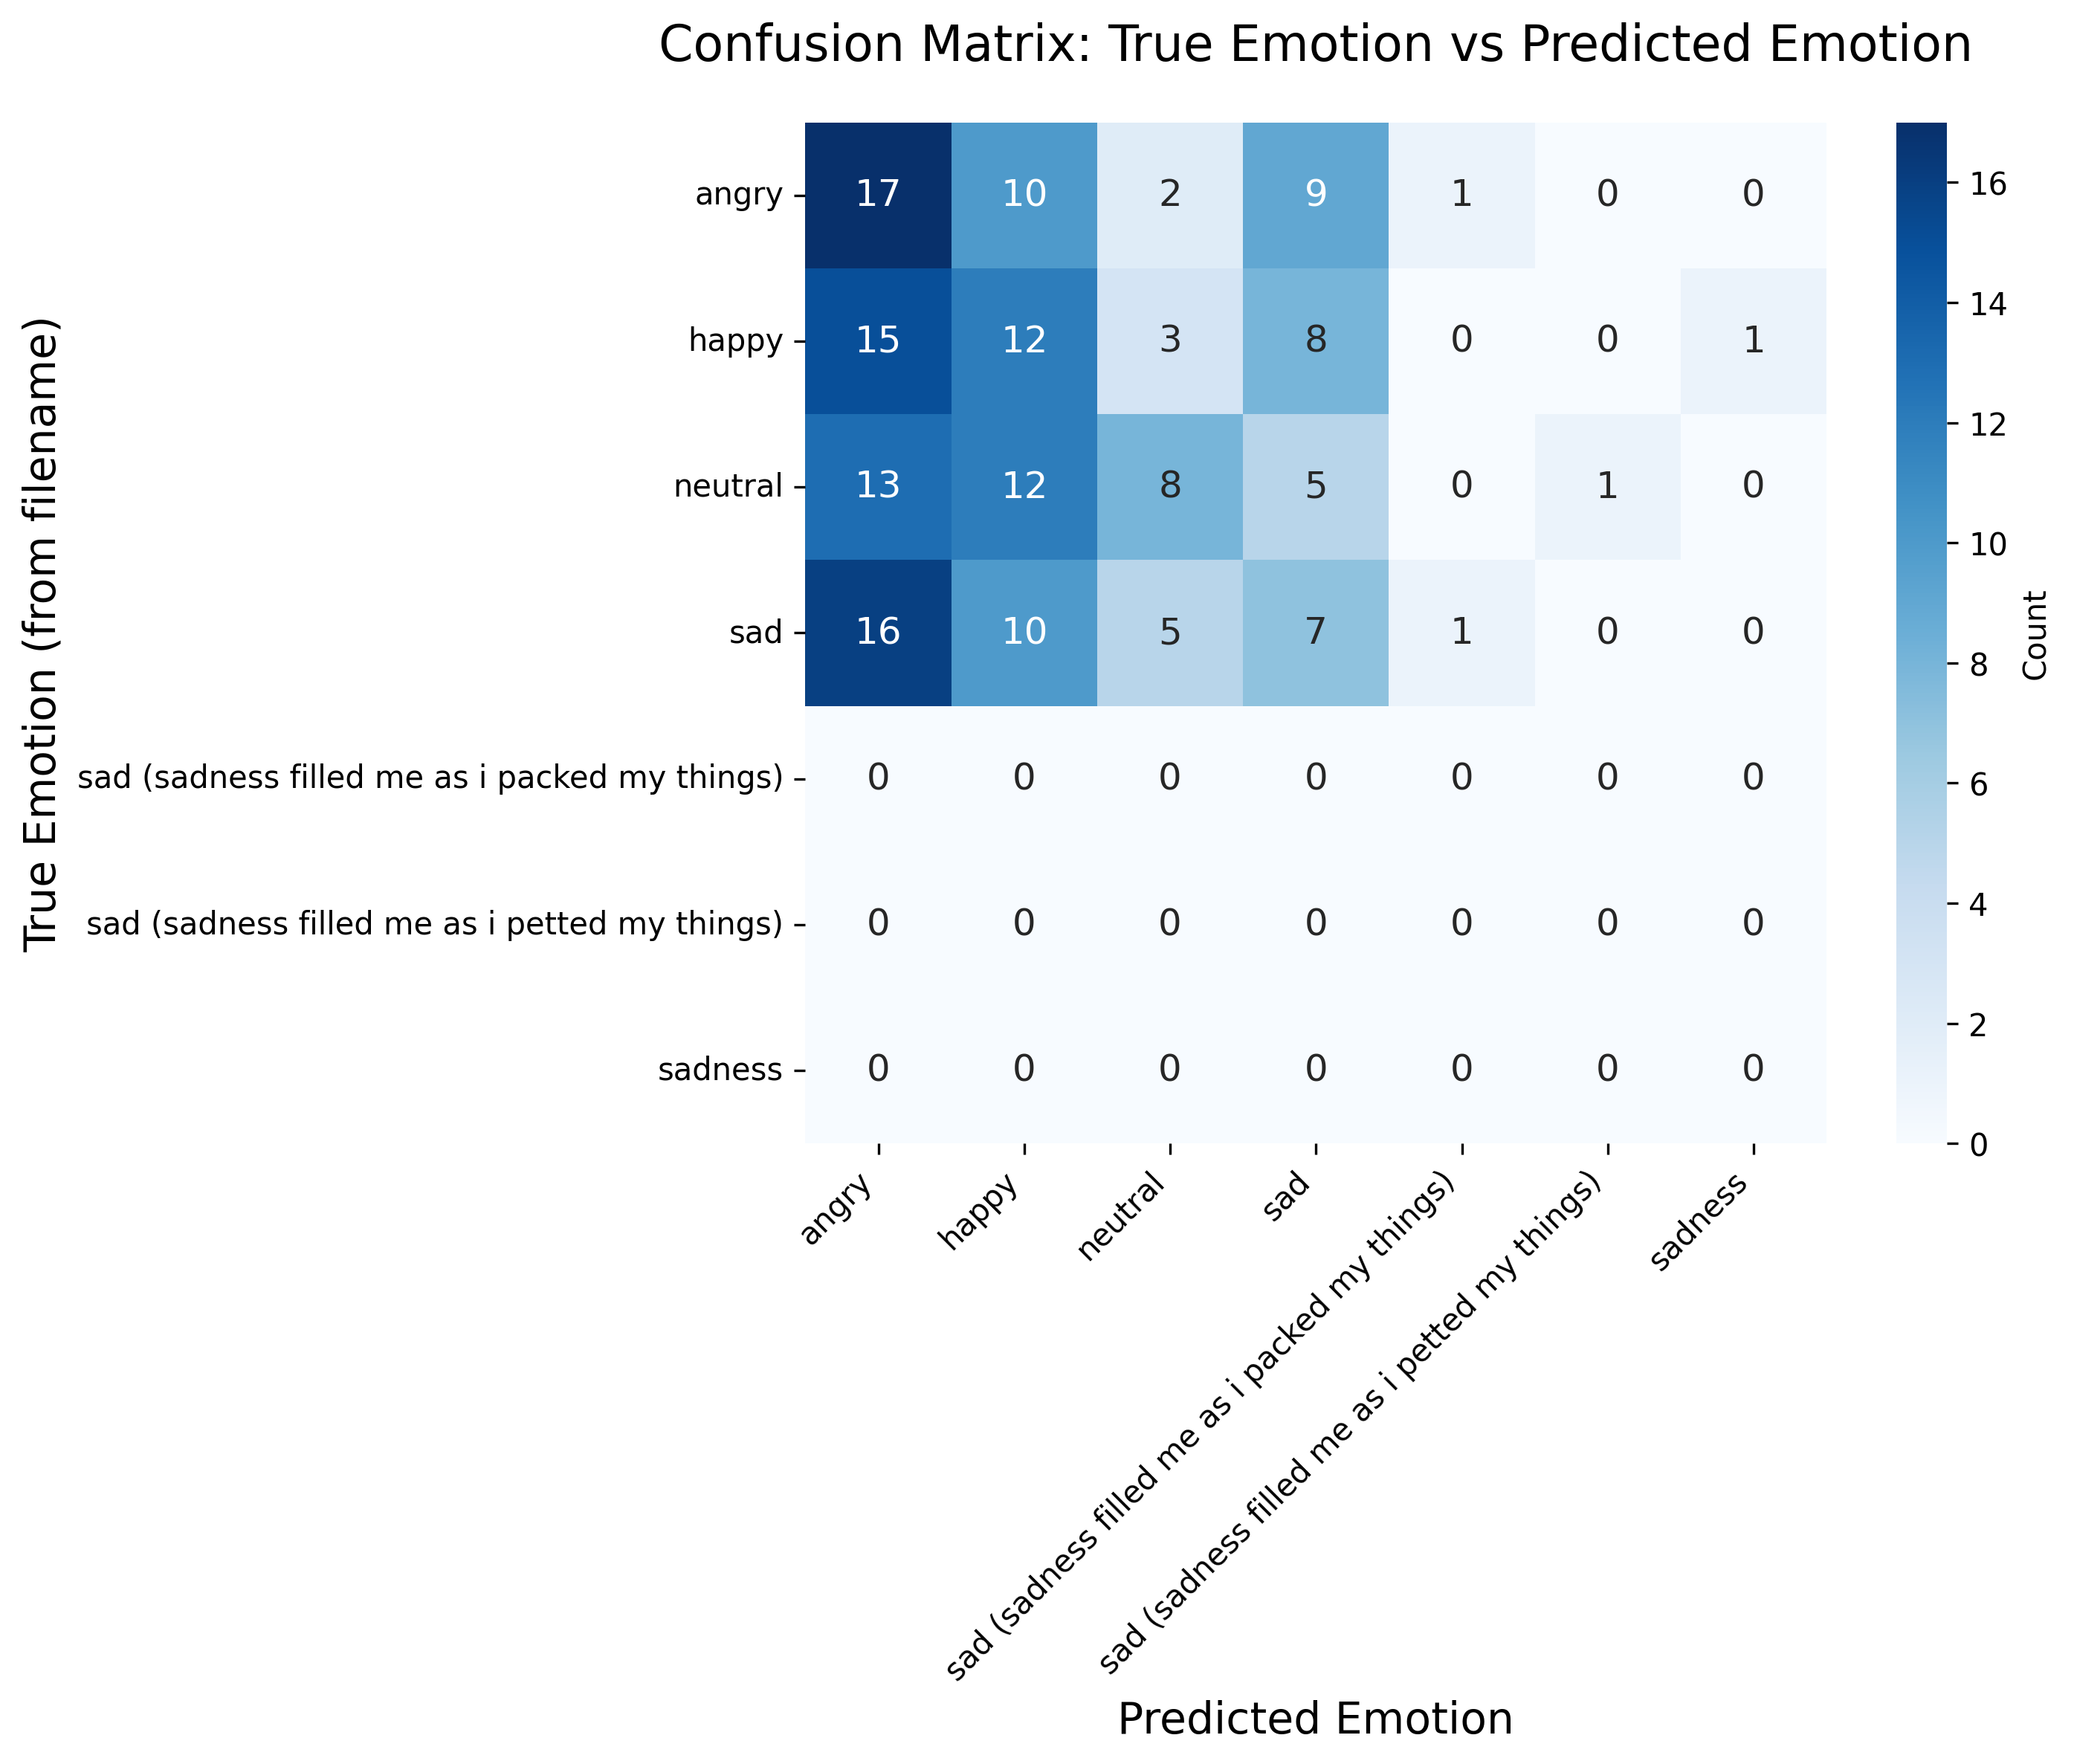 Confusion Matrix: True Emotion vs Predicted Emotion
True Emotion (from filename)
angry 17 10 2 9 1 0 0
happy 15 12 3 8 0 0 1
neutral 13 12 8 5 0 1 0
sad 16 10 5 7 1 0 0
sad (sadness filled me as i packed my things) 0 0 0 0 0 0 0
sad (sadness filled me as i petted my things) 0 0 0 0 0 0 0
sadness 0 0 0 0 0 0 0
angry
happy
neutral
sad
sad (sadness filled me as i packed my things)
sad (sadness filled me as i petted my things)
sadness
Predicted Emotion
16
14
12
10
8
6
4
2
0
Count